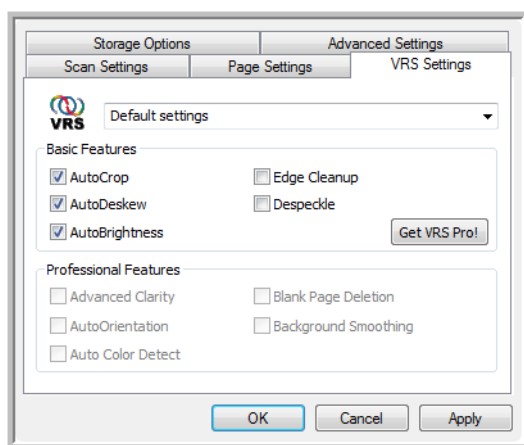 Storage Options Advanced Settings
Scan Settings Page Settings VRS Settings
VRS Default settings
Basic Features
AutoCrop Edge Cleanup
AutoDeskew Despeckle
AutoBrightness Get VRS Pro!
Professional Features
Advanced Clarity Blank Page Deletion
AutoOrientation Background Smoothing
Auto Color Detect
OK Cancel Apply